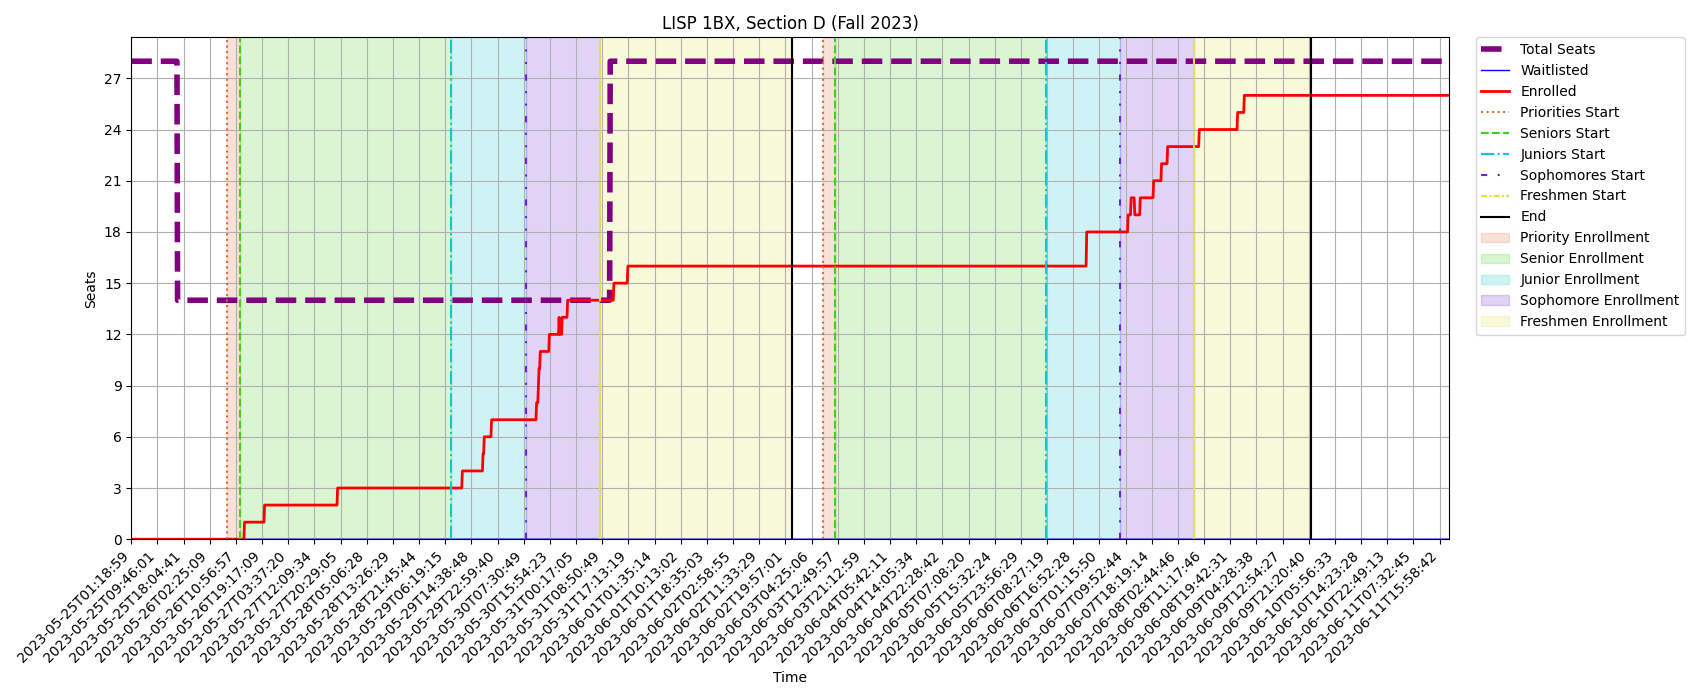 LISP 1BX, Section D (Fall 2023)
Seats
27
24
21
18
15
12
9
6
3
0
2023-05-25T01:18:59
2023-05-25T09:46:01
2023-05-25T18:04:41
2023-05-26T02:25:09
2023-05-26T10:56:57
2023-05-26T19:17:09
2023-05-27T03:37:20
2023-05-27T12:09:34
2023-05-27T20:29:05
2023-05-28T05:06:28
2023-05-28T13:26:29
2023-05-28T21:45:44
2023-05-29T06:19:15
2023-05-29T14:38:48
2023-05-29T22:59:40
2023-05-30T07:30:49
2023-05-30T15:54:23
2023-05-31T00:17:05
2023-05-31T08:50:49
2023-05-31T17:13:19
2023-06-01T01:35:14
2023-06-01T10:13:02
2023-06-01T18:35:03
2023-06-02T02:58:55
2023-06-02T11:33:29
2023-06-02T19:57:01
2023-06-03T04:25:06
2023-06-03T12:49:57
2023-06-03T21:12:59
2023-06-04T05:42:11
2023-06-04T14:05:34
2023-06-04T22:28:42
2023-06-05T07:08:20
2023-06-05T15:32:24
2023-06-05T23:56:29
2023-06-06T08:27:19
2023-06-06T16:52:28
2023-06-07T01:15:50
2023-06-07T09:52:44
2023-06-07T18:19:14
2023-06-08T02:44:46
2023-06-08T11:17:46
2023-06-08T19:42:31
2023-06-09T04:28:38
2023-06-09T12:54:27
2023-06-09T21:20:40
2023-06-10T05:56:33
2023-06-10T14:23:28
2023-06-10T22:49:13
2023-06-11T07:32:45
2023-06-11T15:58:42
Time
Total Seats
Waitlisted
Enrolled
Priorities Start
Seniors Start
Juniors Start
Sophomores Start
Freshmen Start
End
Priority Enrollment
Senior Enrollment
Junior Enrollment
Sophomore Enrollment
Freshmen Enrollment